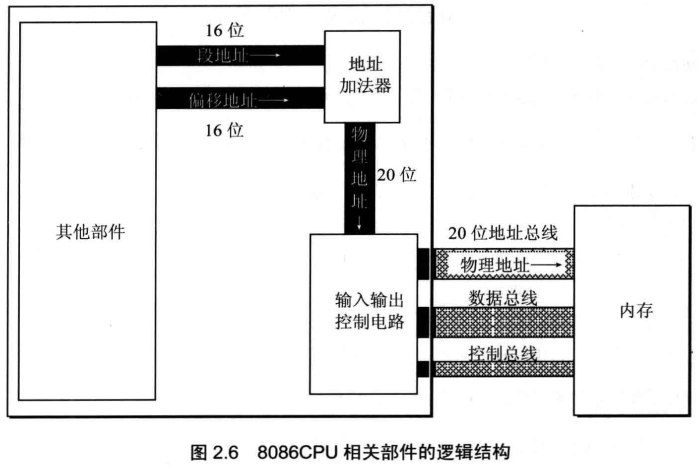 16 位
段地址
地址
加法器
偏移地址
16 位
物
理
地
址
20 位
其他部件
20 位地址总线
物理地址
输入输出
控制电路
数据总线
内存
控制总线
图 2.6 8086CPU 相关部件的逻辑结构